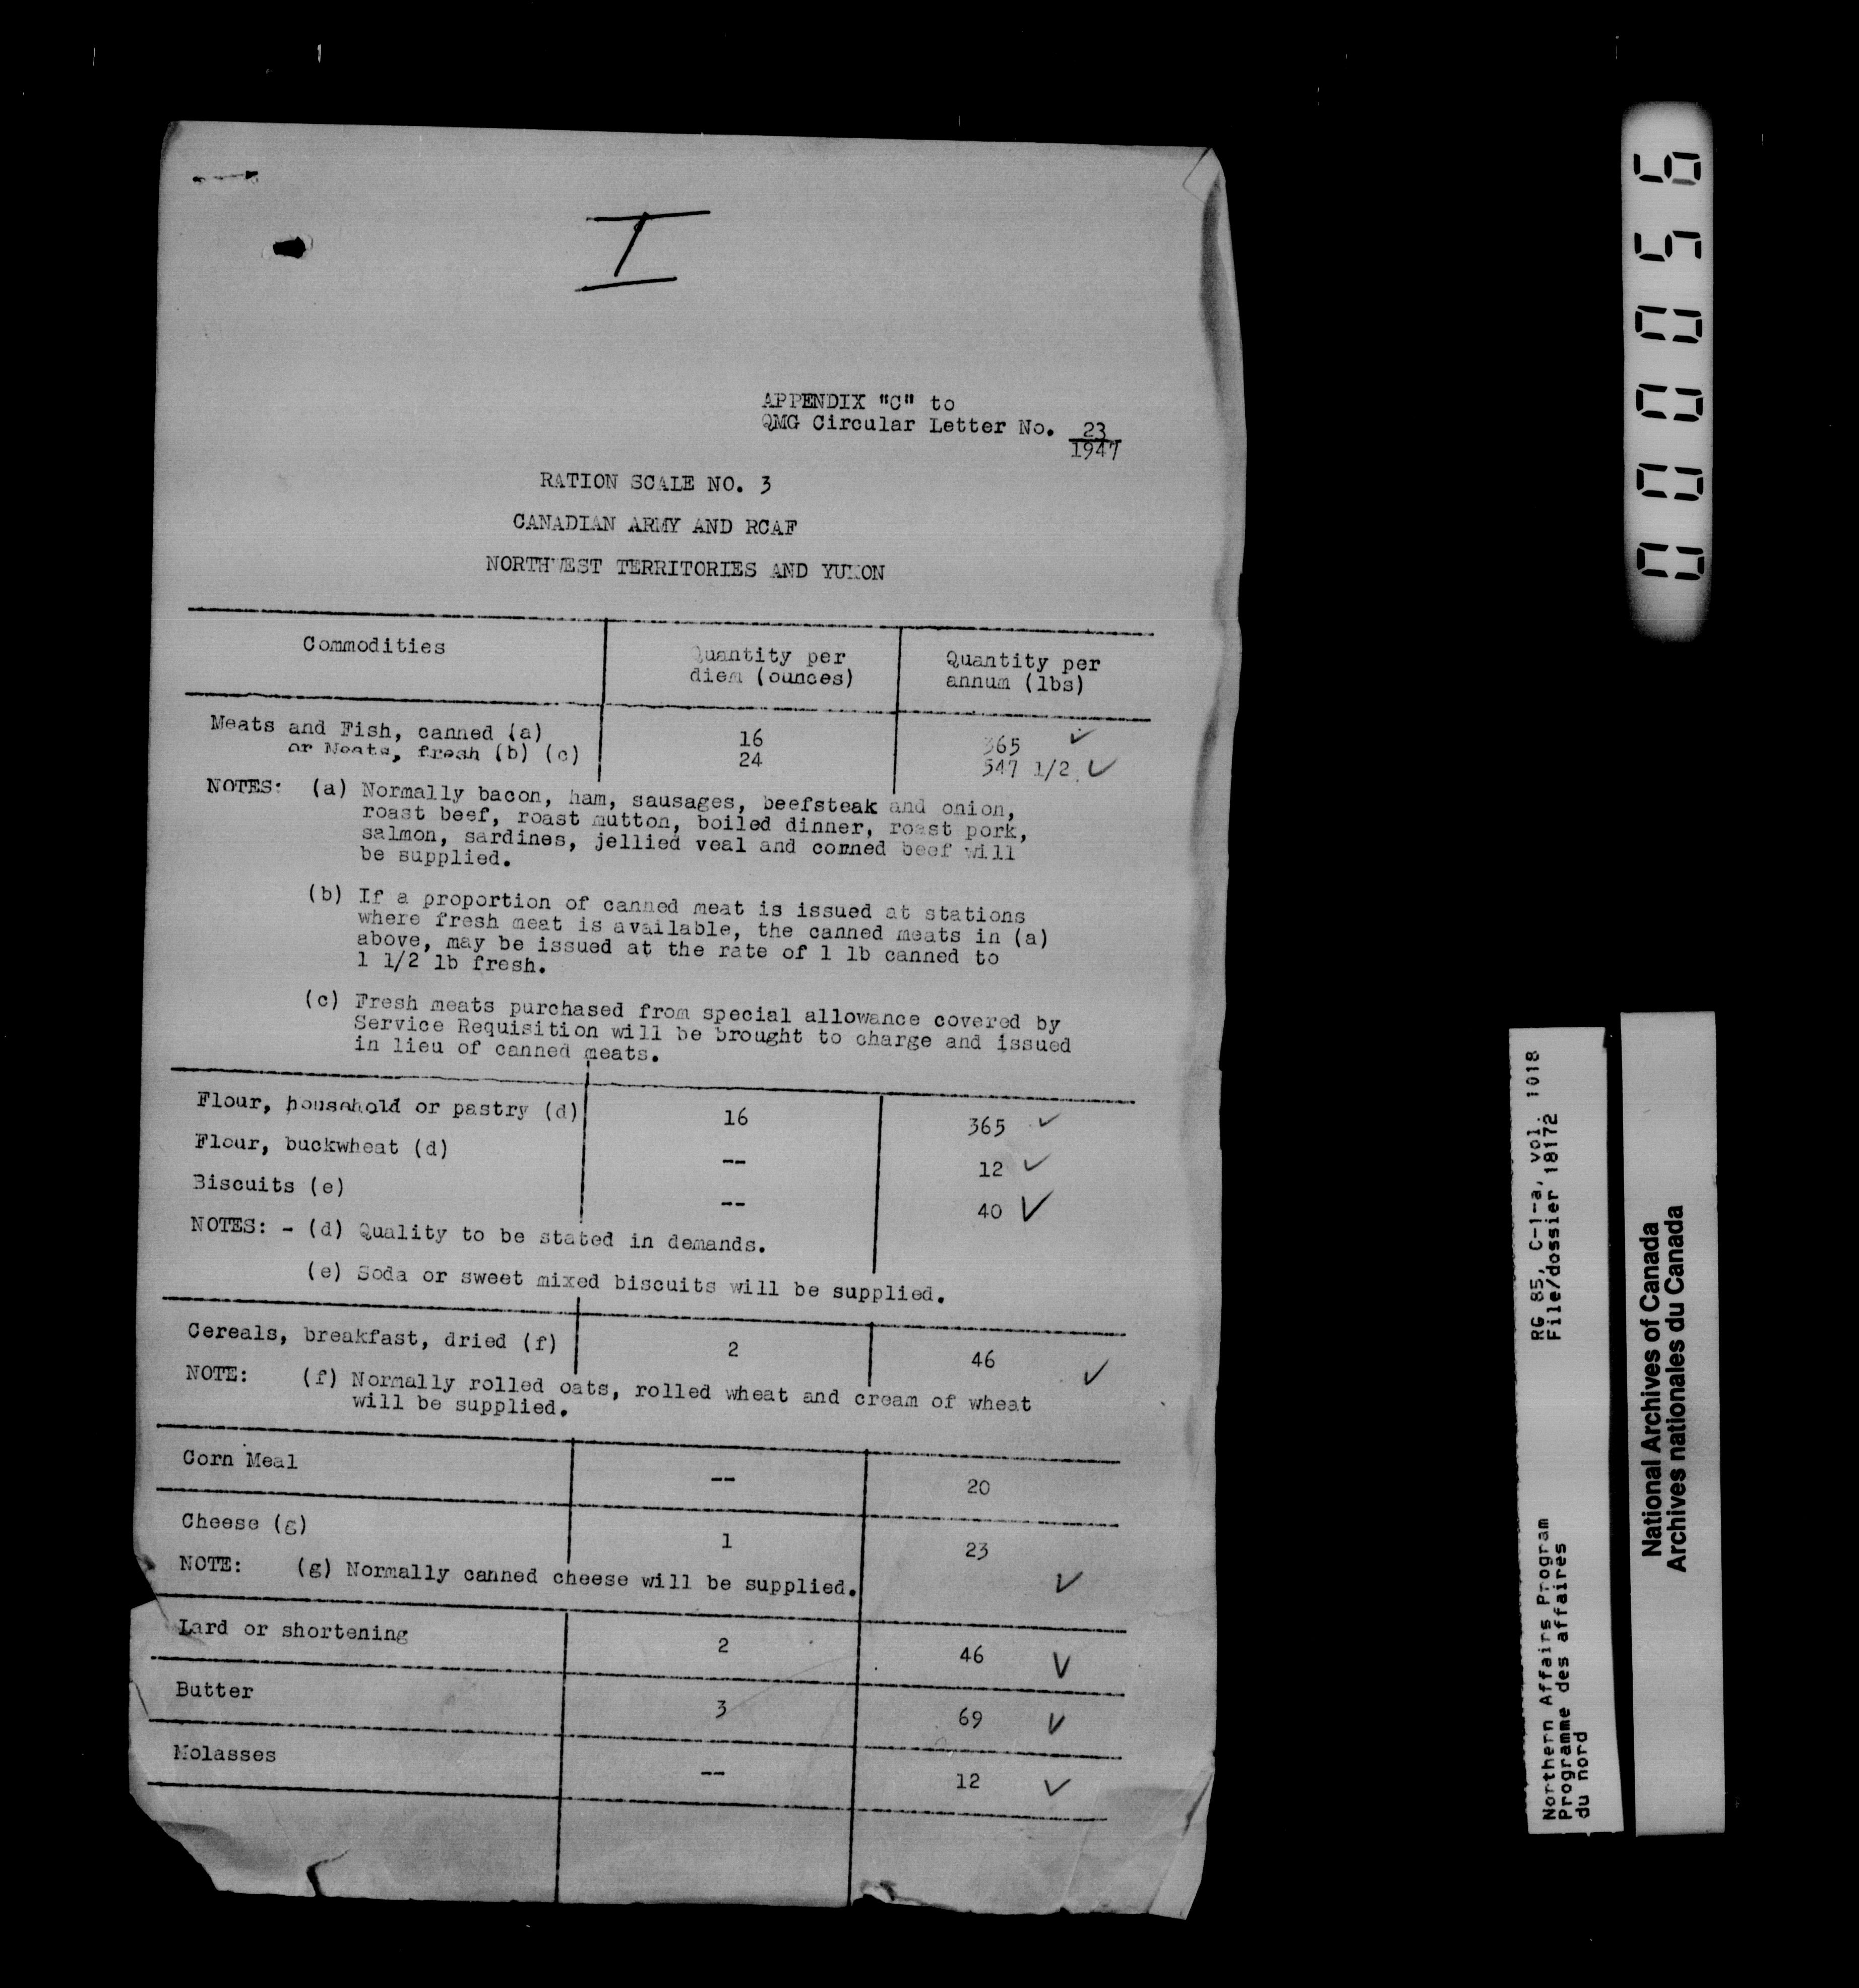 I
APPENDIX "C" to
QMG Circular Letter No. 23
1947
RATION SCALE NO. 3
CANADIAN ARMY AND RCAF
NORTHWEST TERRITORIES AND YUKON
Commodities Quantity per diem (ounces) Quantity per annum (lbs)
Meats and Fish, canned (a) 16 365 ✓
or Meats, fresh (b) (c) 24 547 1/2 ✓
NOTES: (a) Normally bacon, ham, sausages, beefsteak and onion,
roast beef, roast mutton, boiled dinner, roast pork,
salmon, sardines, jellied veal and corned beef will
be supplied.
(b) If a proportion of canned meat is issued at stations
where fresh meat is available, the canned meats in (a)
above, may be issued at the rate of 1 lb canned to
1 1/2 lb fresh.
(c) Fresh meats purchased from special allowance covered by
Service Requisition will be brought to charge and issued
in lieu of canned meats.
Flour, household or pastry (d) 16 365 ✓
Flour, buckwheat (d) -- 12 ✓
Biscuits (e) -- 40 ✓
NOTES: - (d) Quality to be stated in demands.
(e) Soda or sweet mixed biscuits will be supplied.
Cereals, breakfast, dried (f) 2 46 ✓
NOTE: (f) Normally rolled oats, rolled wheat and cream of wheat
will be supplied.
Corn Meal -- 20
Cheese (g) 1 23
NOTE: (g) Normally canned cheese will be supplied. ✓
Lard or shortening 2 46 ✓
Butter 3 69 ✓
Molasses -- 12 ✓
RG 85, C-1-a, vol. 1018
File/dossier 18172
Northern Affairs Program
Programme des affaires
du nord
National Archives of Canada
Archives nationales du Canada